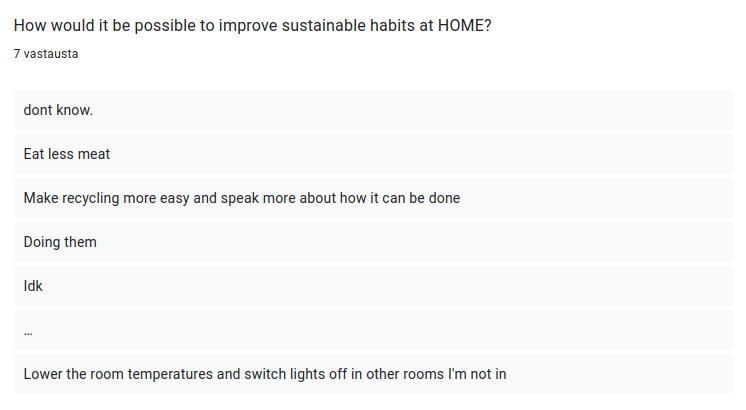 How would it be possible to improve sustainable habits at HOME?
7 vastausta
dont know.
Eat less meat
Make recycling more easy and speak more about how it can be done
Doing them
Idk
...
Lower the room temperatures and switch lights off in other rooms I'm not in